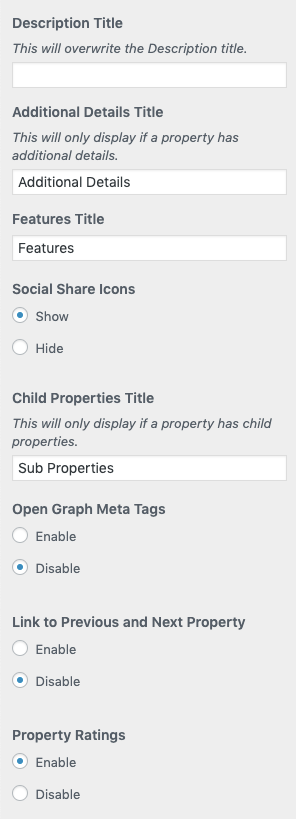 Description Title
This will overwrite the Description title.
Additional Details Title
This will only display if a property has
additional details.
Additional Details
Features Title
Features
Social Share Icons
Show
Hide
Child Properties Title
This will only display if a property has child
properties.
Sub Properties
Open Graph Meta Tags
Enable
Disable
Link to Previous and Next Property
Enable
Disable
Property Ratings
Enable
Disable